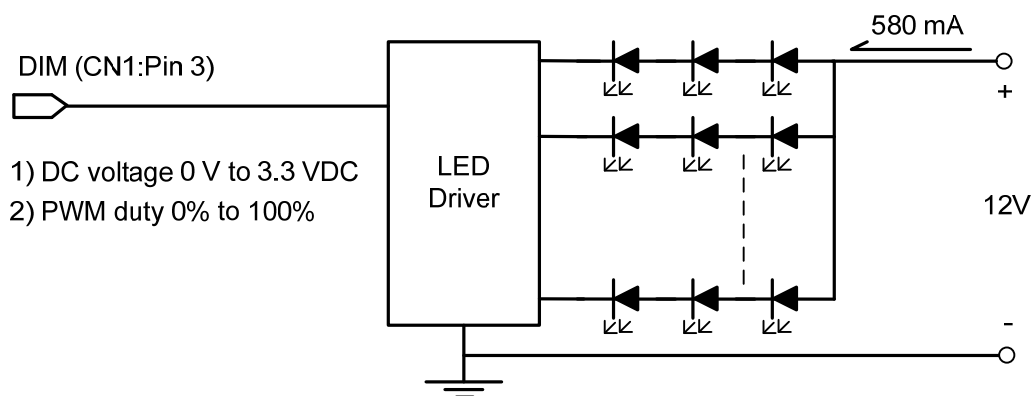 580 mA
DIM (CN1:Pin 3)
+
1) DC voltage 0 V to 3.3 VDC
2) PWM duty 0% to 100%
LED
Driver
12V
-